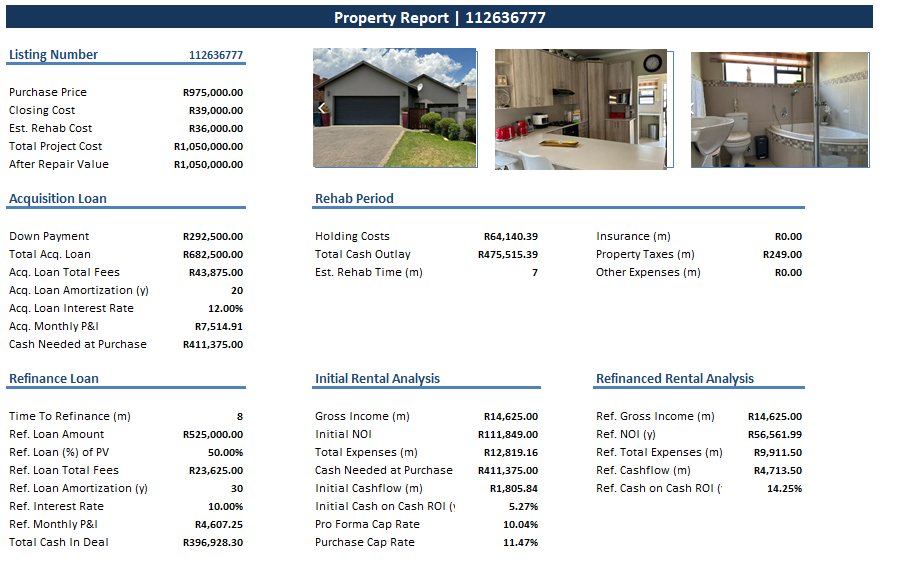 Property Report | 112636777
Listing Number 112636777
Purchase Price R975,000.00
Closing Cost R39,000.00
Est. Rehab Cost R36,000.00
Total Project Cost R1,050,000.00
After Repair Value R1,050,000.00
Acquisition Loan
Down Payment R292,500.00
Total Acq. Loan R682,500.00
Acq. Loan Total Fees R43,875.00
Acq. Loan Amortization (y) 20
Acq. Loan Interest Rate 12.00%
Acq. Monthly P&I R7,514.91
Cash Needed at Purchase R411,375.00
Rehab Period
Holding Costs R64,140.39
Total Cash Outlay R475,515.39
Est. Rehab Time (m) 7
Insurance (m) R0.00
Property Taxes (m) R249.00
Other Expenses (m) R0.00
Refinance Loan
Time To Refinance (m) 8
Ref. Loan Amount R525,000.00
Ref. Loan (%) of PV 50.00%
Ref. Loan Total Fees R23,625.00
Ref. Loan Amortization (y) 30
Ref. Interest Rate 10.00%
Ref. Monthly P&I R4,607.25
Total Cash In Deal R396,928.30
Initial Rental Analysis
Gross Income (m) R14,625.00
Initial NOI R111,849.00
Total Expenses (m) R12,819.16
Cash Needed at Purchase R411,375.00
Initial Cashflow (m) R1,805.84
Initial Cash on Cash ROI (y 5.27%
Pro Forma Cap Rate 10.04%
Purchase Cap Rate 11.47%
Refinanced Rental Analysis
Ref. Gross Income (m) R14,625.00
Ref. NOI (y) R56,561.99
Ref. Total Expenses (m) R9,911.50
Ref. Cashflow (m) R4,713.50
Ref. Cash on Cash ROI ( 14.25%